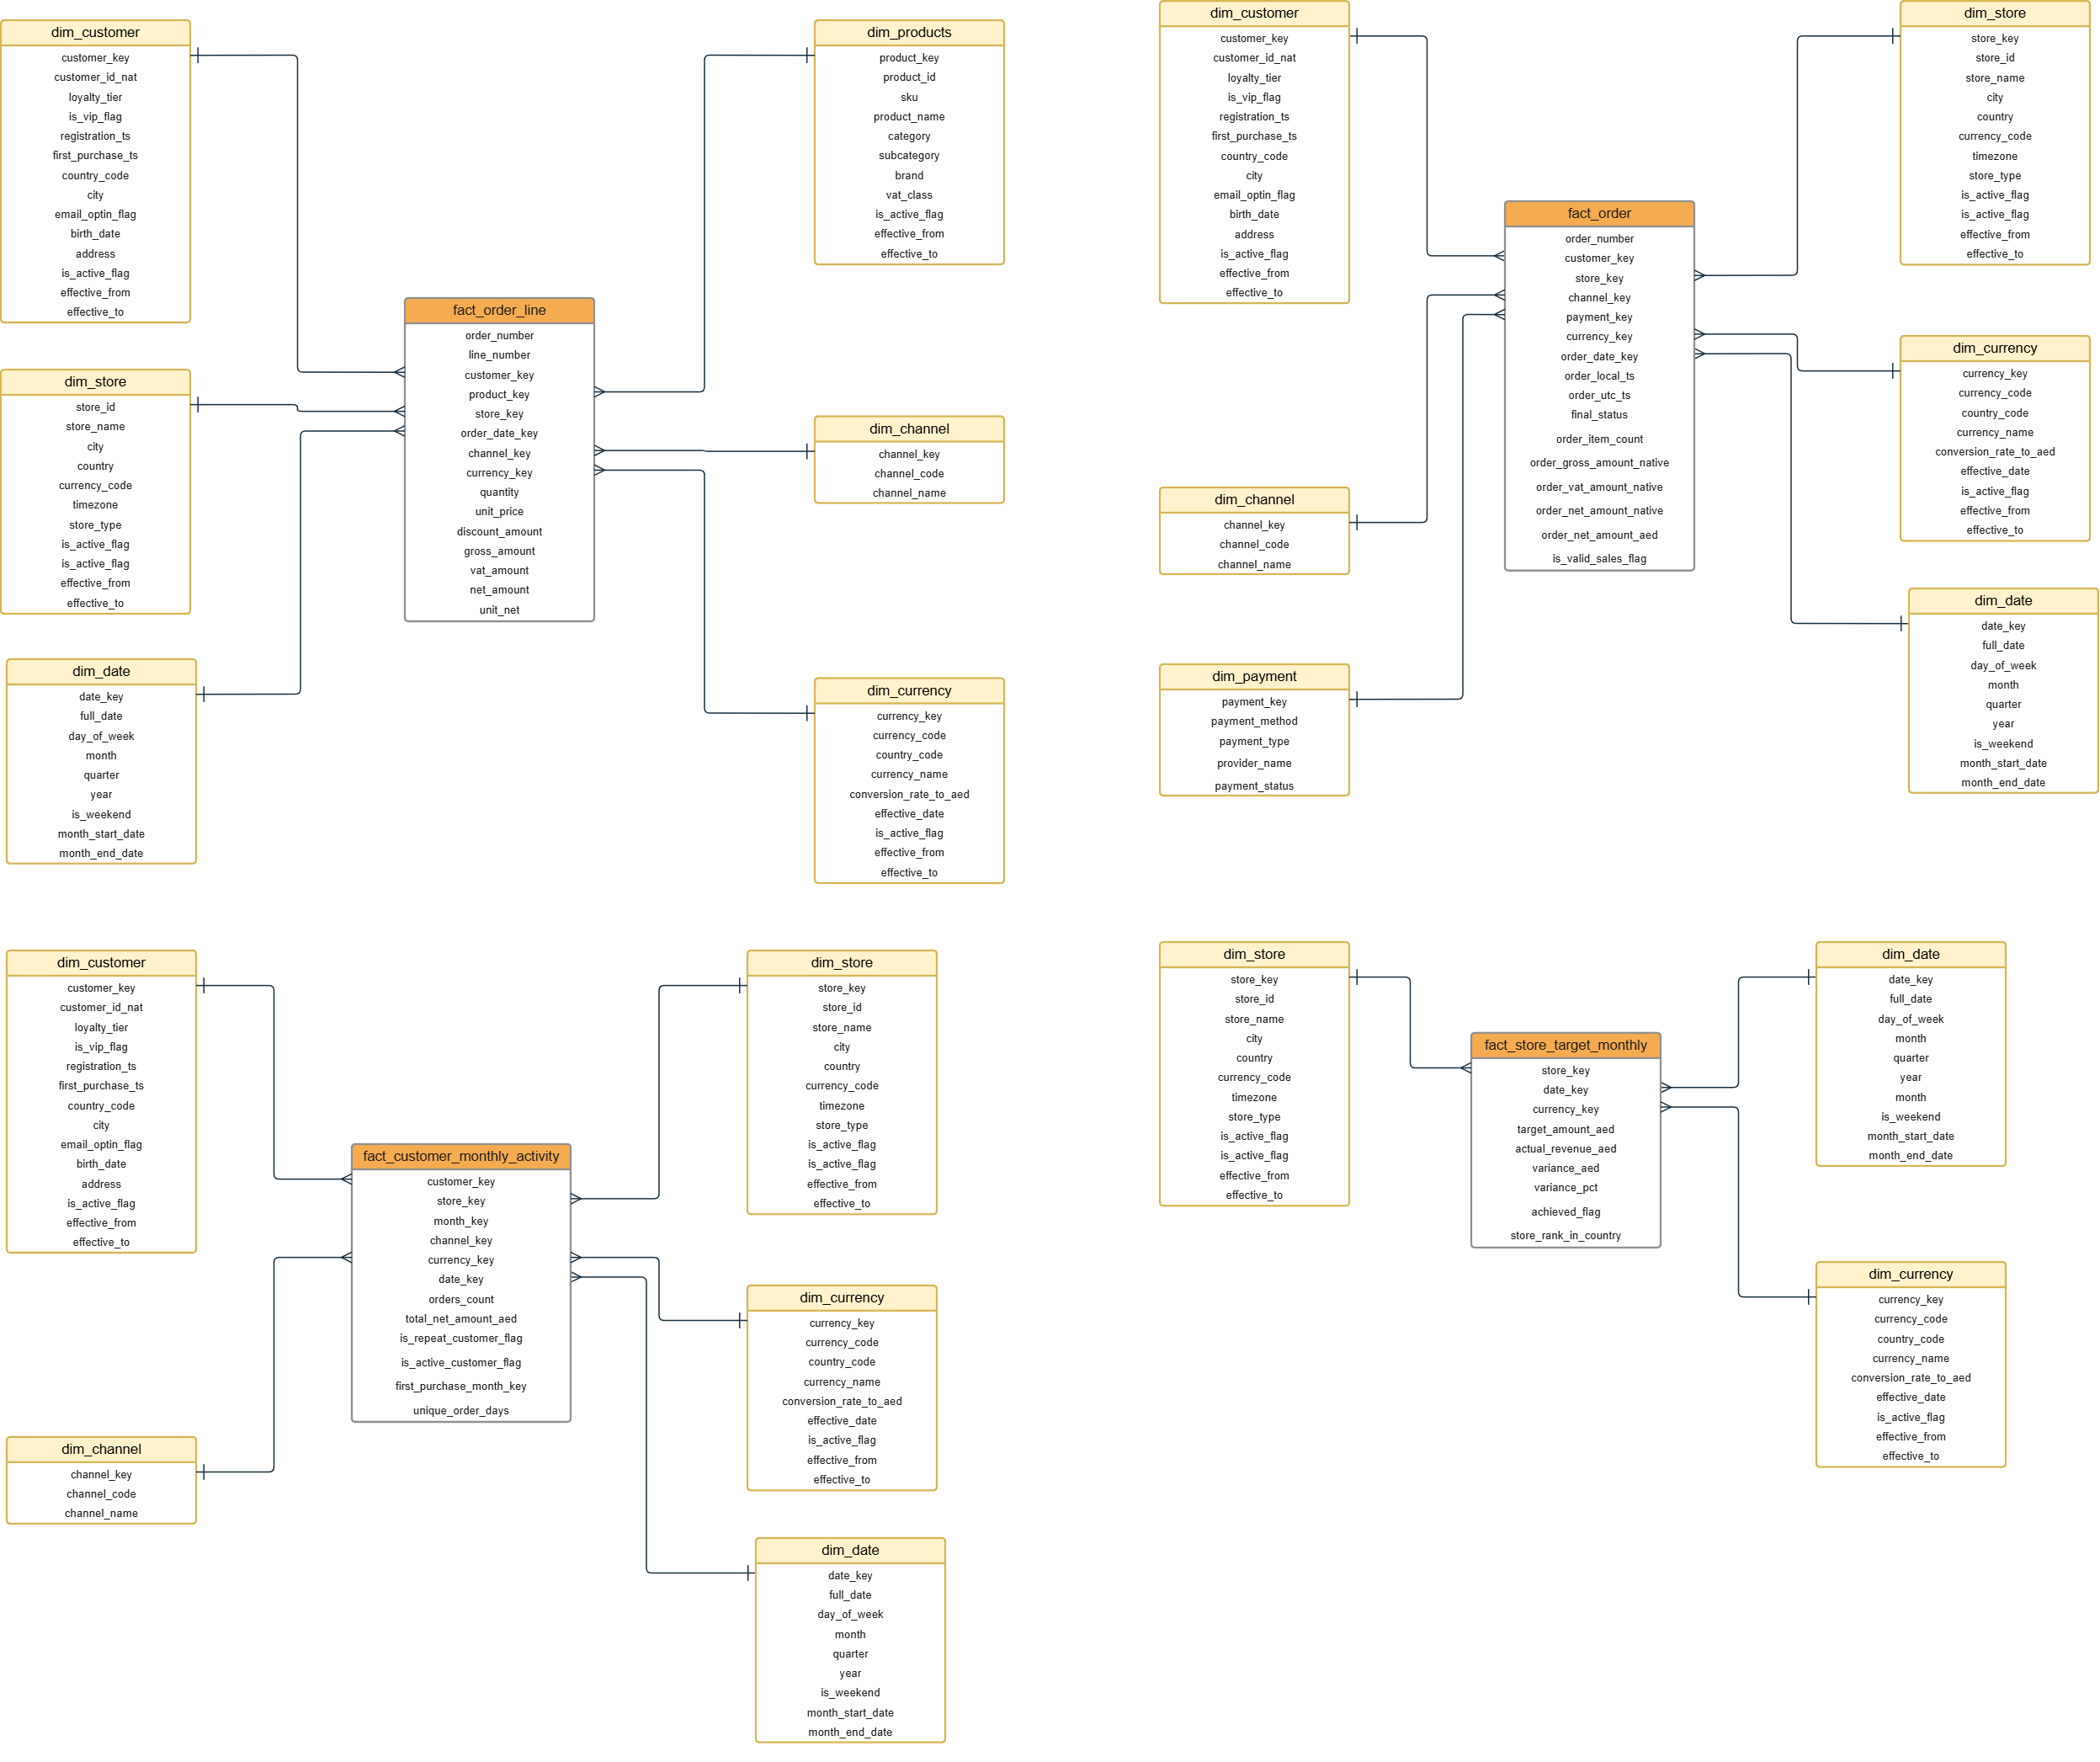 dim_customer
customer_key
customer_id_nat
loyalty_tier
is_vip_flag
registration_ts
first_purchase_ts
country_code
city
email_optin_flag
birth_date
address
is_active_flag
effective_from
effective_to
dim_store
store_id
store_name
city
country
currency_code
timezone
store_type
is_active_flag
is_active_flag
effective_from
effective_to
dim_date
date_key
full_date
day_of_week
month
quarter
year
is_weekend
month_start_date
month_end_date
fact_order_line
order_number
line_number
customer_key
product_key
store_key
order_date_key
channel_key
currency_key
quantity
unit_price
discount_amount
gross_amount
vat_amount
net_amount
unit_net
dim_products
product_key
product_id
sku
product_name
category
subcategory
brand
vat_class
is_active_flag
effective_from
effective_to
dim_channel
channel_key
channel_code
channel_name
dim_currency
currency_key
currency_code
country_code
currency_name
conversion_rate_to_aed
effective_date
is_active_flag
effective_from
effective_to
dim_customer
customer_key
customer_id_nat
loyalty_tier
is_vip_flag
registration_ts
first_purchase_ts
country_code
city
email_optin_flag
birth_date
address
is_active_flag
effective_from
effective_to
dim_channel
channel_key
channel_code
channel_name
dim_payment
payment_key
payment_method
payment_type
provider_name
payment_status
fact_order
order_number
customer_key
store_key
channel_key
payment_key
currency_key
order_date_key
order_local_ts
order_utc_ts
final_status
order_item_count
order_gross_amount_native
order_vat_amount_native
order_net_amount_native
order_net_amount_aed
is_valid_sales_flag
dim_store
store_key
store_id
store_name
city
country
currency_code
timezone
store_type
is_active_flag
is_active_flag
effective_from
effective_to
dim_currency
currency_key
currency_code
country_code
currency_name
conversion_rate_to_aed
effective_date
is_active_flag
effective_from
effective_to
dim_date
date_key
full_date
day_of_week
month
quarter
year
is_weekend
month_start_date
month_end_date
dim_customer
customer_key
customer_id_nat
loyalty_tier
is_vip_flag
registration_ts
first_purchase_ts
country_code
city
email_optin_flag
birth_date
address
is_active_flag
effective_from
effective_to
dim_channel
channel_key
channel_code
channel_name
fact_customer_monthly_activity
customer_key
store_key
month_key
channel_key
currency_key
date_key
orders_count
total_net_amount_aed
is_repeat_customer_flag
is_active_customer_flag
first_purchase_month_key
unique_order_days
dim_store
store_key
store_id
store_name
city
country
currency_code
timezone
store_type
is_active_flag
is_active_flag
effective_from
effective_to
dim_currency
currency_key
currency_code
country_code
currency_name
conversion_rate_to_aed
effective_date
is_active_flag
effective_from
effective_to
dim_date
date_key
full_date
day_of_week
month
quarter
year
is_weekend
month_start_date
month_end_date
dim_store
store_key
store_id
store_name
city
country
currency_code
timezone
store_type
is_active_flag
is_active_flag
effective_from
effective_to
fact_store_target_monthly
store_key
date_key
currency_key
target_amount_aed
actual_revenue_aed
variance_aed
variance_pct
achieved_flag
store_rank_in_country
dim_date
date_key
full_date
day_of_week
month
quarter
year
month
is_weekend
month_start_date
month_end_date
dim_currency
currency_key
currency_code
country_code
currency_name
conversion_rate_to_aed
effective_date
is_active_flag
effective_from
effective_to